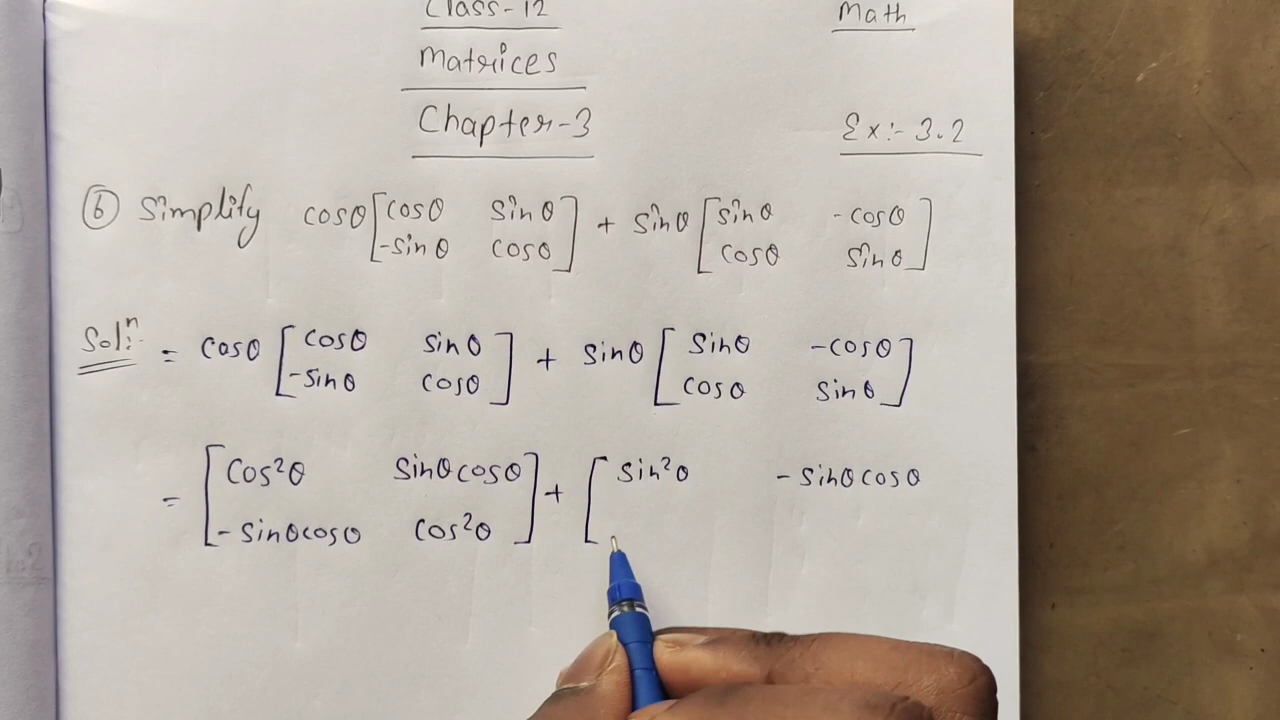 Class-12 Math
Matrices
Chapter-3 Ex:- 3.2
⑥ Simplify cosθ [cosθ sinθ] + sinθ [sinθ -cosθ]
[-sinθ cosθ] [cosθ sinθ]
Solⁿ:- = cosθ [cosθ sinθ] + sinθ [sinθ -cosθ]
[-sinθ cosθ] [cosθ sinθ]
= [cos²θ sinθcosθ] + [sin²θ -sinθcosθ
[-sinθcosθ cos²θ]